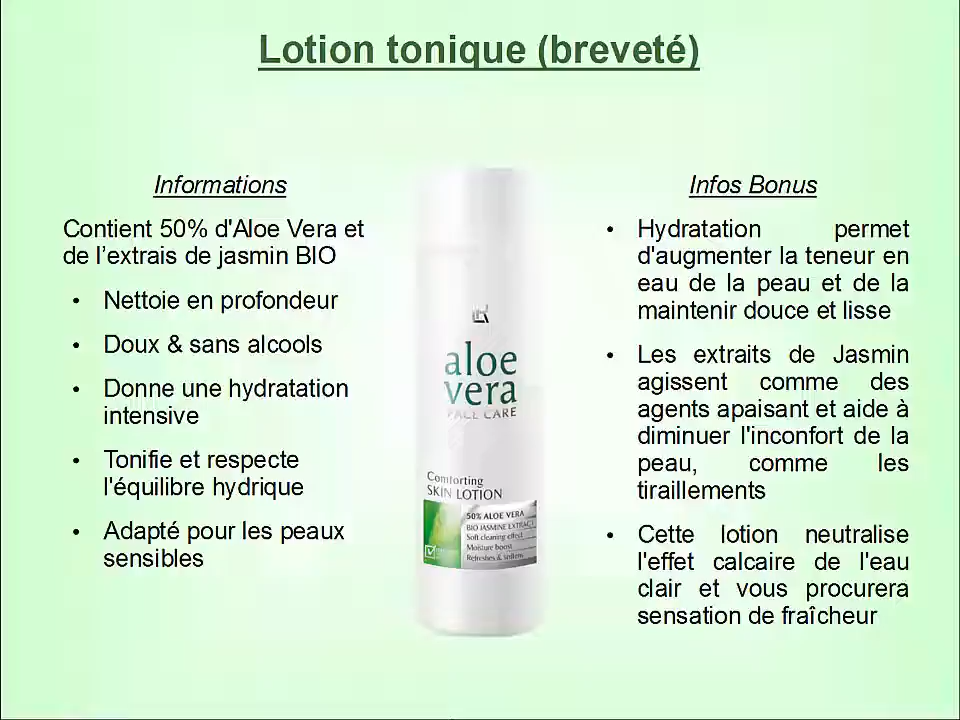 Lotion tonique (breveté)
Informations
Contient 50% d'Aloe Vera et
de l’extrais de jasmin BIO
• Nettoie en profondeur
• Doux & sans alcools
• Donne une hydratation
intensive
• Tonifie et respecte
l'équilibre hydrique
• Adapté pour les peaux
sensibles
LR
aloe
vera
FACE CARE
Comforting
SKIN LOTION
50% ALOE VERA
BIO JASMINE EXTRACT
Soft cleaning effect
Moisture boost
Refreshes & softens
Infos Bonus
• Hydratation permet
d'augmenter la teneur en
eau de la peau et de la
maintenir douce et lisse
• Les extraits de Jasmin
agissent comme des
agents apaisant et aide à
diminuer l'inconfort de la
peau, comme les
tiraillements
• Cette lotion neutralise
l'effet calcaire de l'eau
clair et vous procurera
sensation de fraîcheur